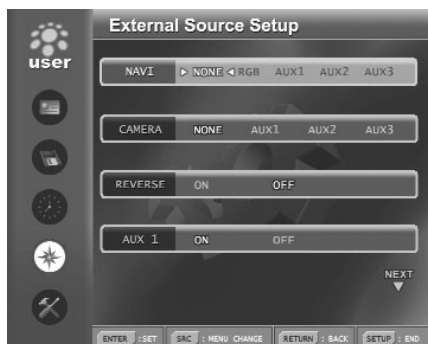 External Source Setup
user
NAVI ▷ NONE ◁ RGB AUX1 AUX2 AUX3
CAMERA NONE AUX1 AUX2 AUX3
REVERSE ON OFF
AUX 1 ON OFF
NEXT
ENTER : SET SRC : MENU CHANGE RETURN : BACK SETUP : END